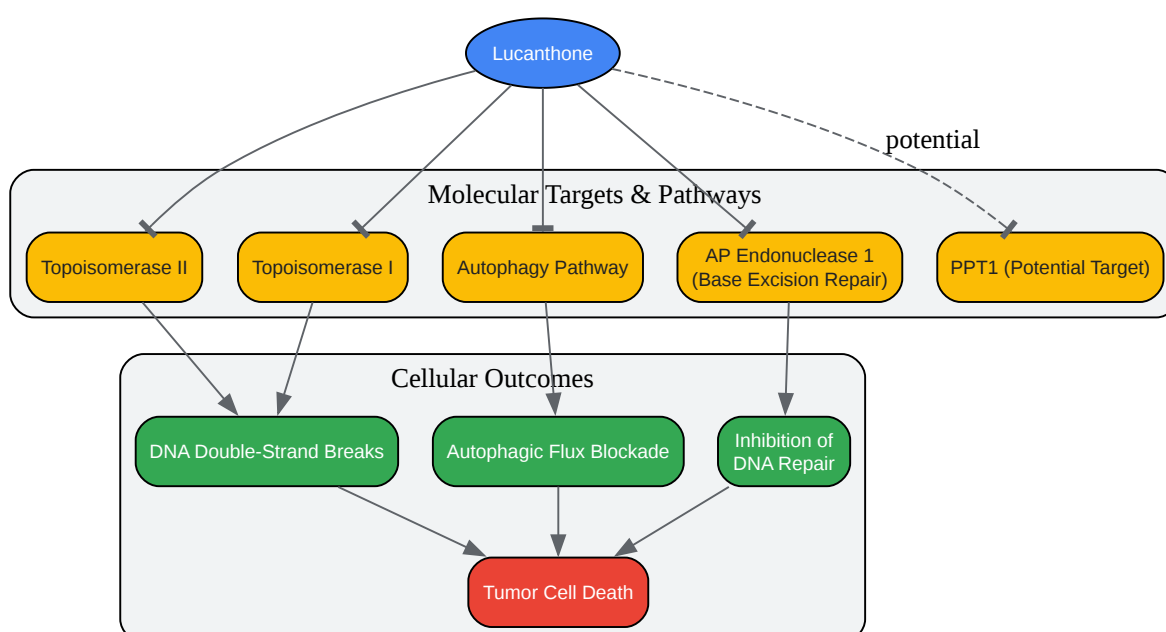 Lucanthone
potential
Molecular Targets & Pathways
Topoisomerase II
Topoisomerase I
Autophagy Pathway
AP Endonuclease 1
(Base Excision Repair)
PPT1 (Potential Target)
Cellular Outcomes
DNA Double-Strand Breaks
Autophagic Flux Blockade
Inhibition of
DNA Repair
Tumor Cell Death